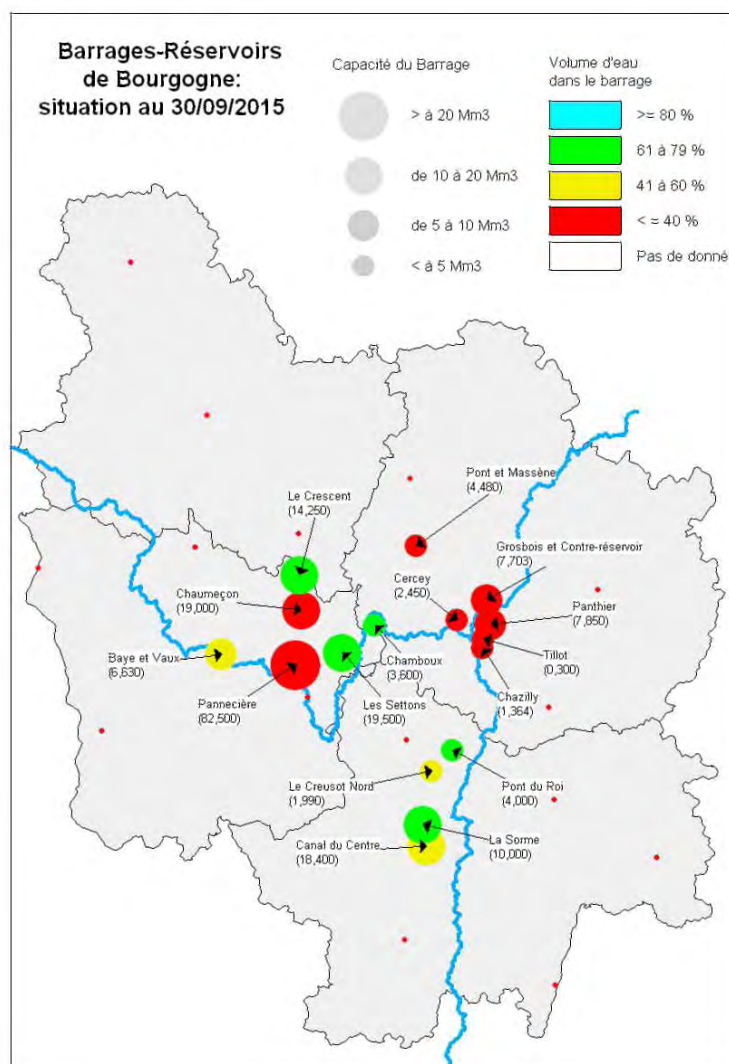 Barrages-Réservoirs
de Bourgogne:
situation au 30/09/2015
Capacité du Barrage
> à 20 Mm3
de 10 à 20 Mm3
de 5 à 10 Mm3
< à 5 Mm3
Volume d'eau
dans le barrage
>= 80 %
61 à 79 %
41 à 60 %
< = 40 %
Pas de donné
Pont et Massène
(4,480)
Le Crescent
(14,250)
Grosbois et Contre-réservoir
(7,703)
Cercey
(2,450)
Chaumeçon
(19,000)
Panthier
(7,850)
Tillot
(0,300)
Baye et Vaux
(6,630)
Chamboux
(3,600)
Chazilly
(1,364)
Pannecière
(82,500)
Les Settons
(19,500)
Le Creusot Nord
(1,990)
Pont du Roi
(4,000)
Canal du Centre
(18,400)
La Sorme
(10,000)